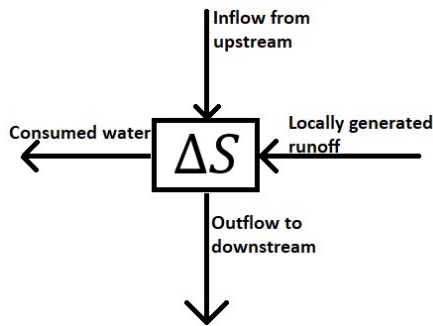 Inflow from
upstream
Consumed water
ΔS
Locally generated
runoff
Outflow to
downstream